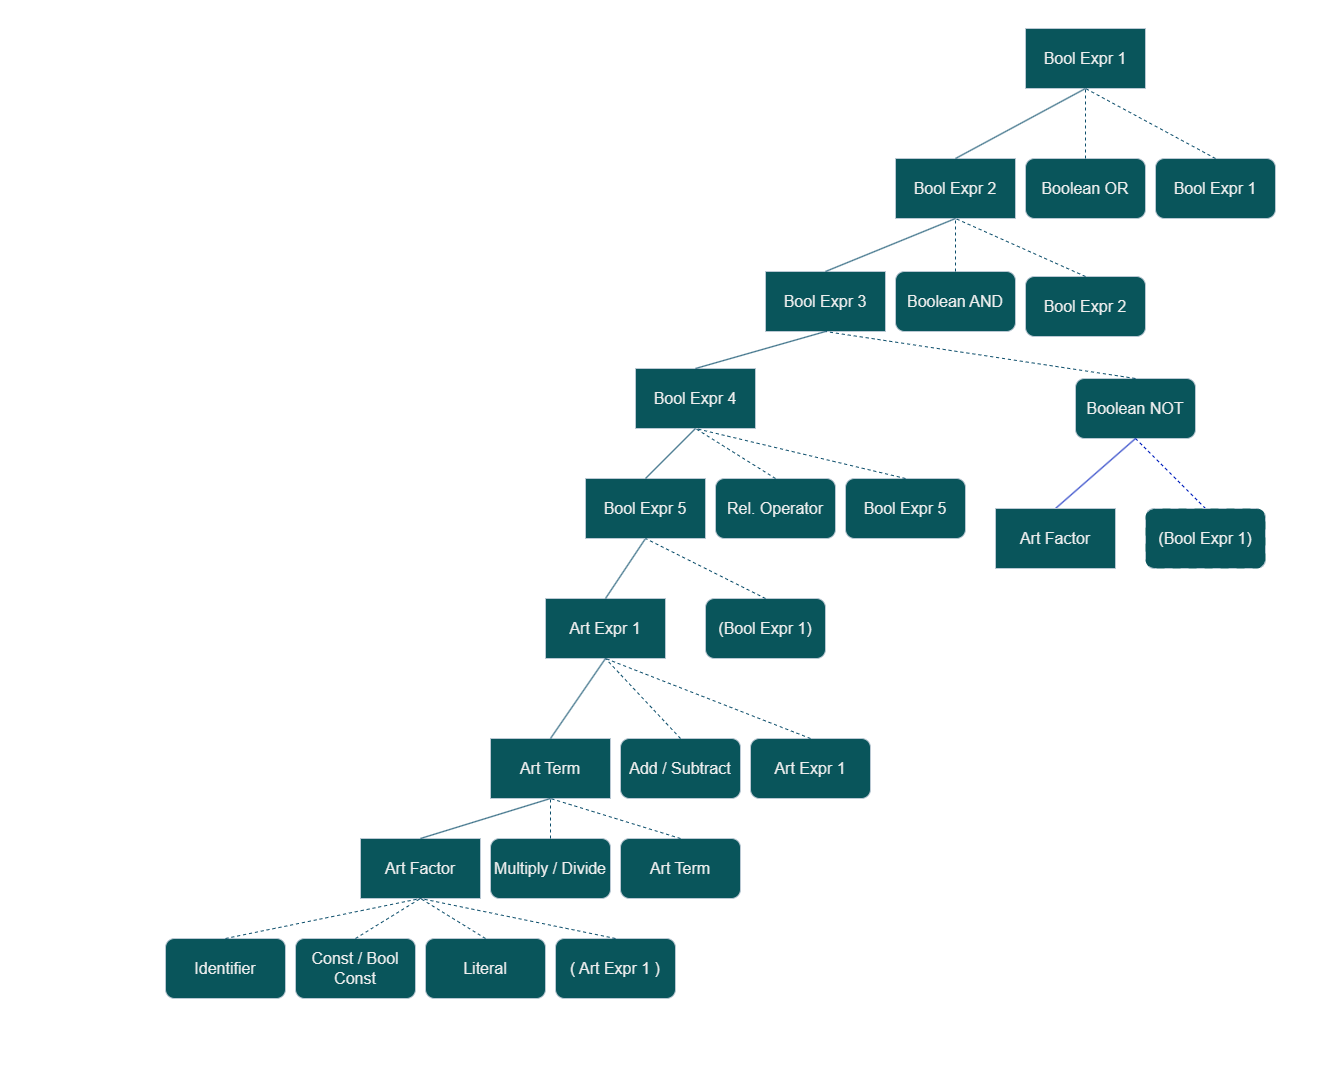 Bool Expr 1
Bool Expr 2
Boolean OR
Bool Expr 1
Bool Expr 3
Boolean AND
Bool Expr 2
Bool Expr 4
Boolean NOT
Bool Expr 5
Rel. Operator
Bool Expr 5
Art Factor
(Bool Expr 1)
Art Expr 1
(Bool Expr 1)
Art Term
Add / Subtract
Art Expr 1
Art Factor
Multiply / Divide
Art Term
Identifier
Const / Bool
Const
Literal
( Art Expr 1 )